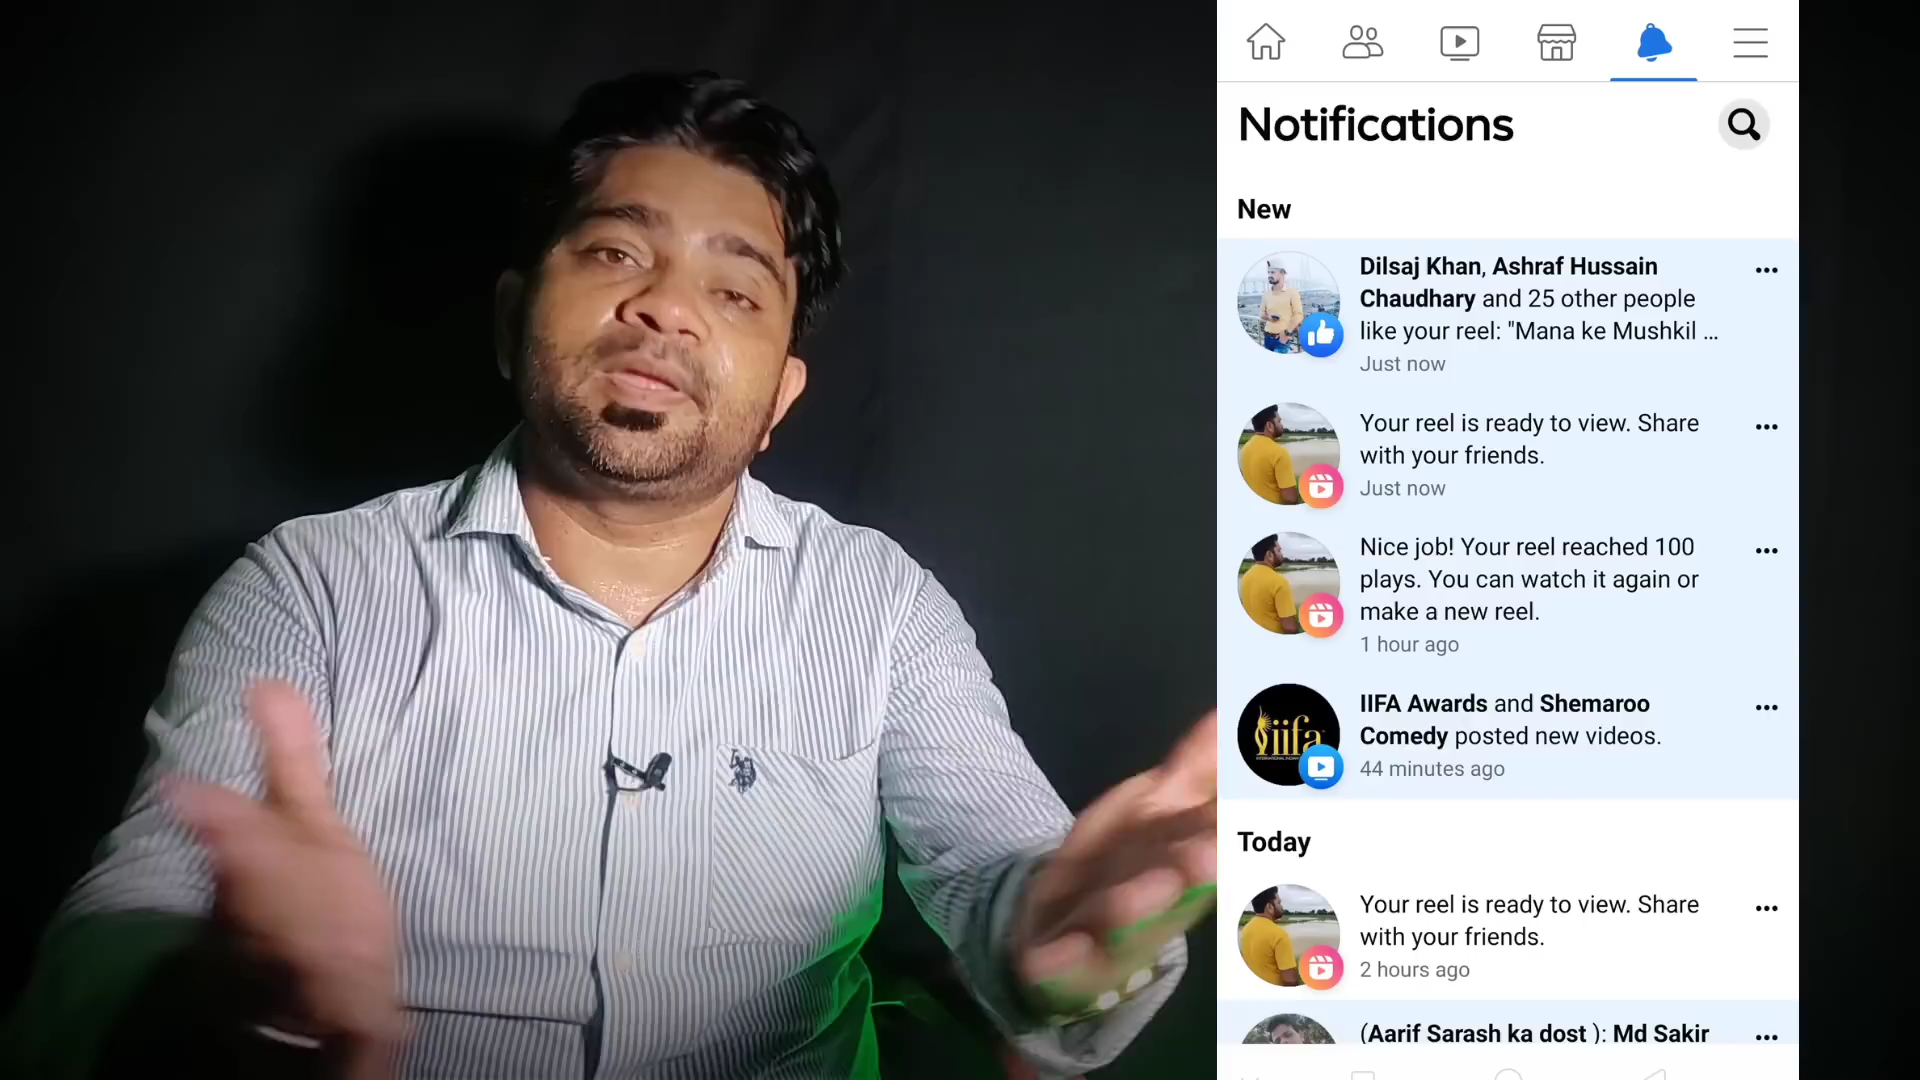 Notifications
New
Dilsaj Khan, Ashraf Hussain
Chaudhary and 25 other people
like your reel: "Mana ke Mushkil ...
Just now
Your reel is ready to view. Share
with your friends.
Just now
Nice job! Your reel reached 100
plays. You can watch it again or
make a new reel.
1 hour ago
iifa
IIFA Awards and Shemaroo
Comedy posted new videos.
44 minutes ago
Today
Your reel is ready to view. Share
with your friends.
2 hours ago
(Aarif Sarash ka dost ): Md Sakir